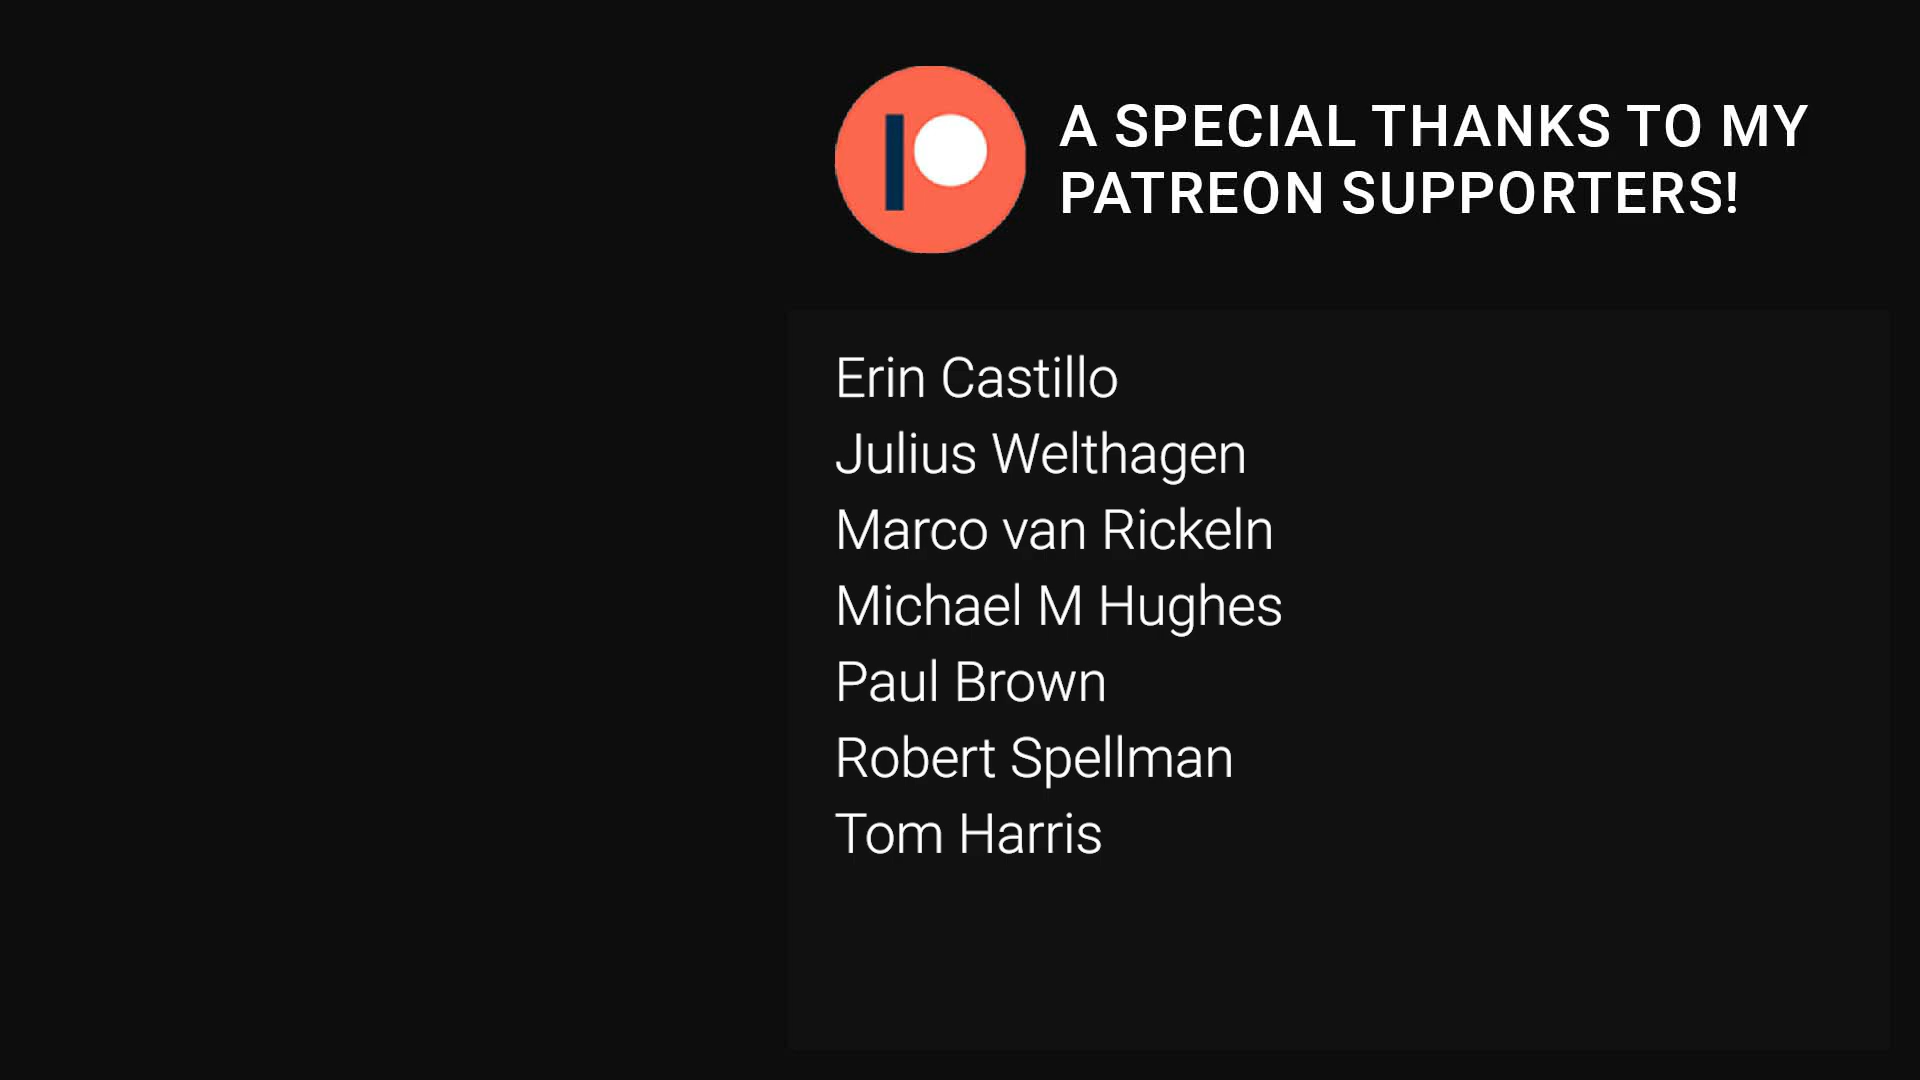 A SPECIAL THANKS TO MY
PATREON SUPPORTERS!
Erin Castillo
Julius Welthagen
Marco van Rickeln
Michael M Hughes
Paul Brown
Robert Spellman
Tom Harris